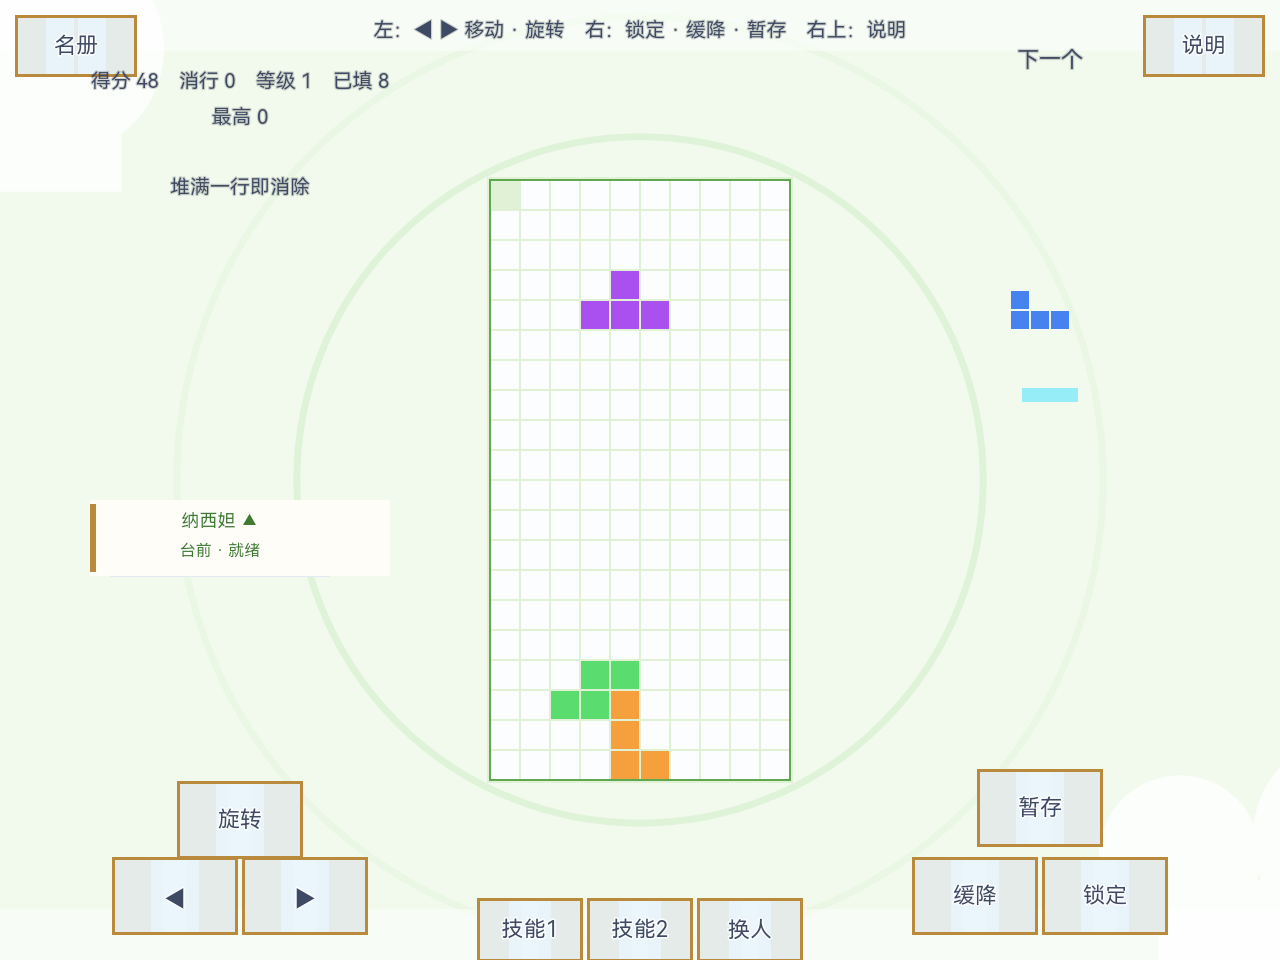 左：◀ ▶ 移动 · 旋转　右：锁定 · 缓降 · 暂存　右上：说明
名册
说明
下一个
得分 48　消行 0　等级 1　已填 8
最高 0
堆满一行即消除
纳西妲 ▲
台前 · 就绪
旋转
◀
▶
暂存
缓降
锁定
技能1
技能2
换人